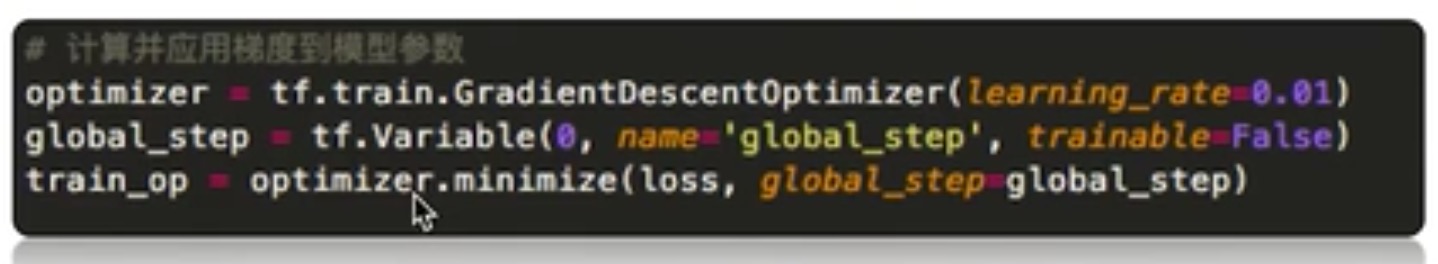 # 计算并应用梯度到模型参数
optimizer = tf.train.GradientDescentOptimizer(learning_rate=0.01)
global_step = tf.Variable(0, name='global_step', trainable=False)
train_op = optimizer.minimize(loss, global_step=global_step)